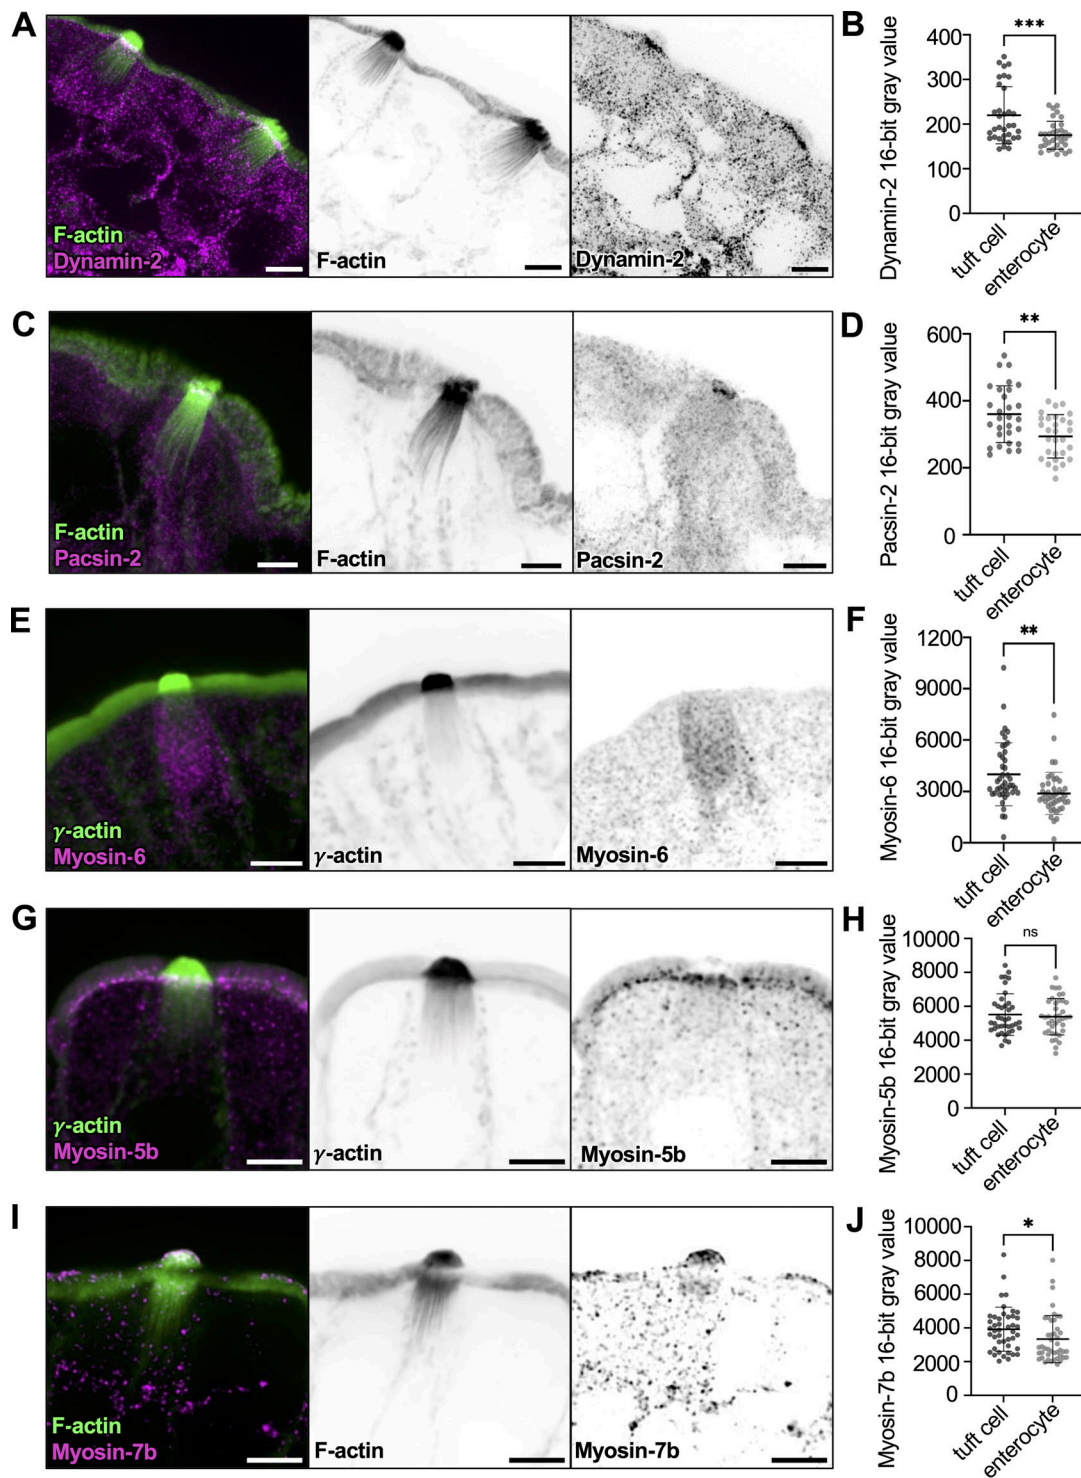 A
F-actin
Dynamin-2
F-actin
Dynamin-2
B
***
Dynamin-2 16-bit gray value
400
300
200
100
0
tuft cell
enterocyte
C
F-actin
Pacsin-2
F-actin
Pacsin-2
D
**
Pacsin-2 16-bit gray value
600
400
200
0
tuft cell
enterocyte
E
γ-actin
Myosin-6
γ-actin
Myosin-6
F
**
Myosin-6 16-bit gray value
1200
9000
6000
3000
0
tuft cell
enterocyte
G
γ-actin
Myosin-5b
γ-actin
Myosin-5b
H
ns
Myosin-5b 16-bit gray value
10000
8000
6000
4000
2000
0
tuft cell
enterocyte
I
F-actin
Myosin-7b
F-actin
Myosin-7b
J
*
Myosin-7b 16-bit gray value
10000
8000
6000
4000
2000
0
tuft cell
enterocyte